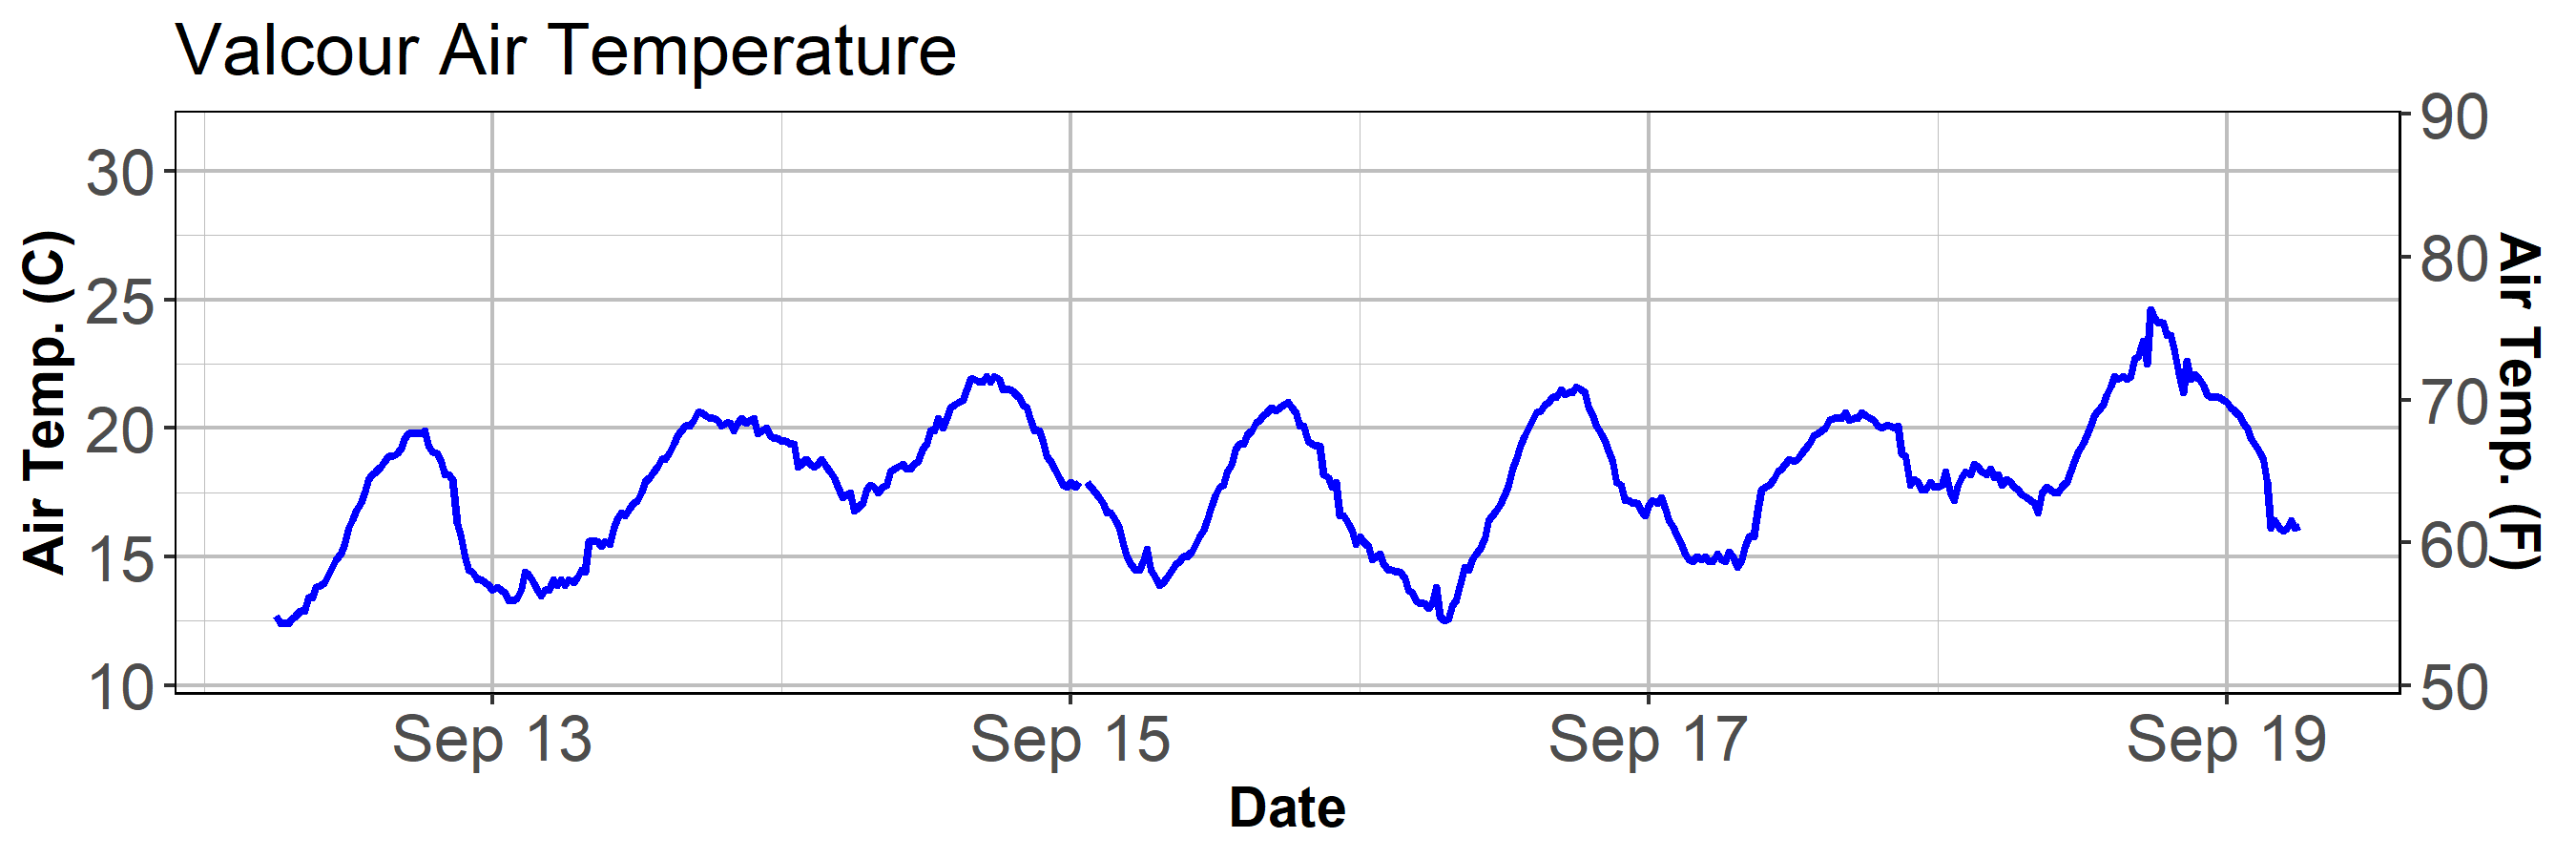 Valcour Air Temperature
Air Temp. (C)
30
25
20
15
10
90
80
70
60
50
Air Temp. (F)
Sep 13
Sep 15
Sep 17
Sep 19
Date